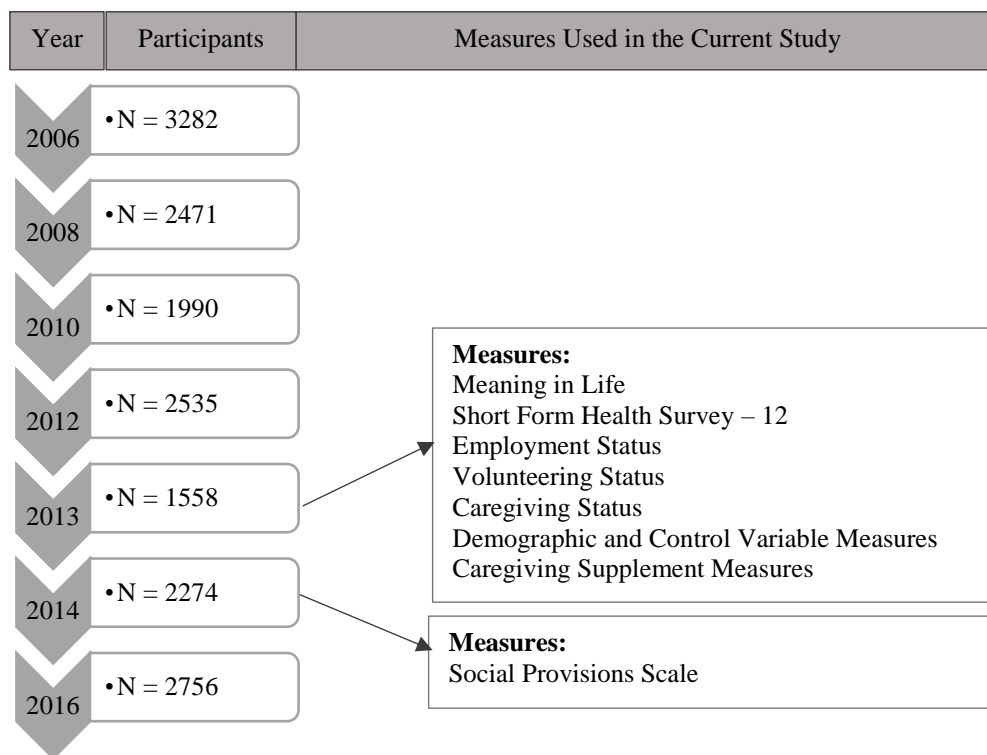 Year Participants Measures Used in the Current Study
2006 •N = 3282
2008 •N = 2471
2010 •N = 1990
2012 •N = 2535
2013 •N = 1558
2014 •N = 2274
2016 •N = 2756
Measures:
Meaning in Life
Short Form Health Survey – 12
Employment Status
Volunteering Status
Caregiving Status
Demographic and Control Variable Measures
Caregiving Supplement Measures
Measures:
Social Provisions Scale